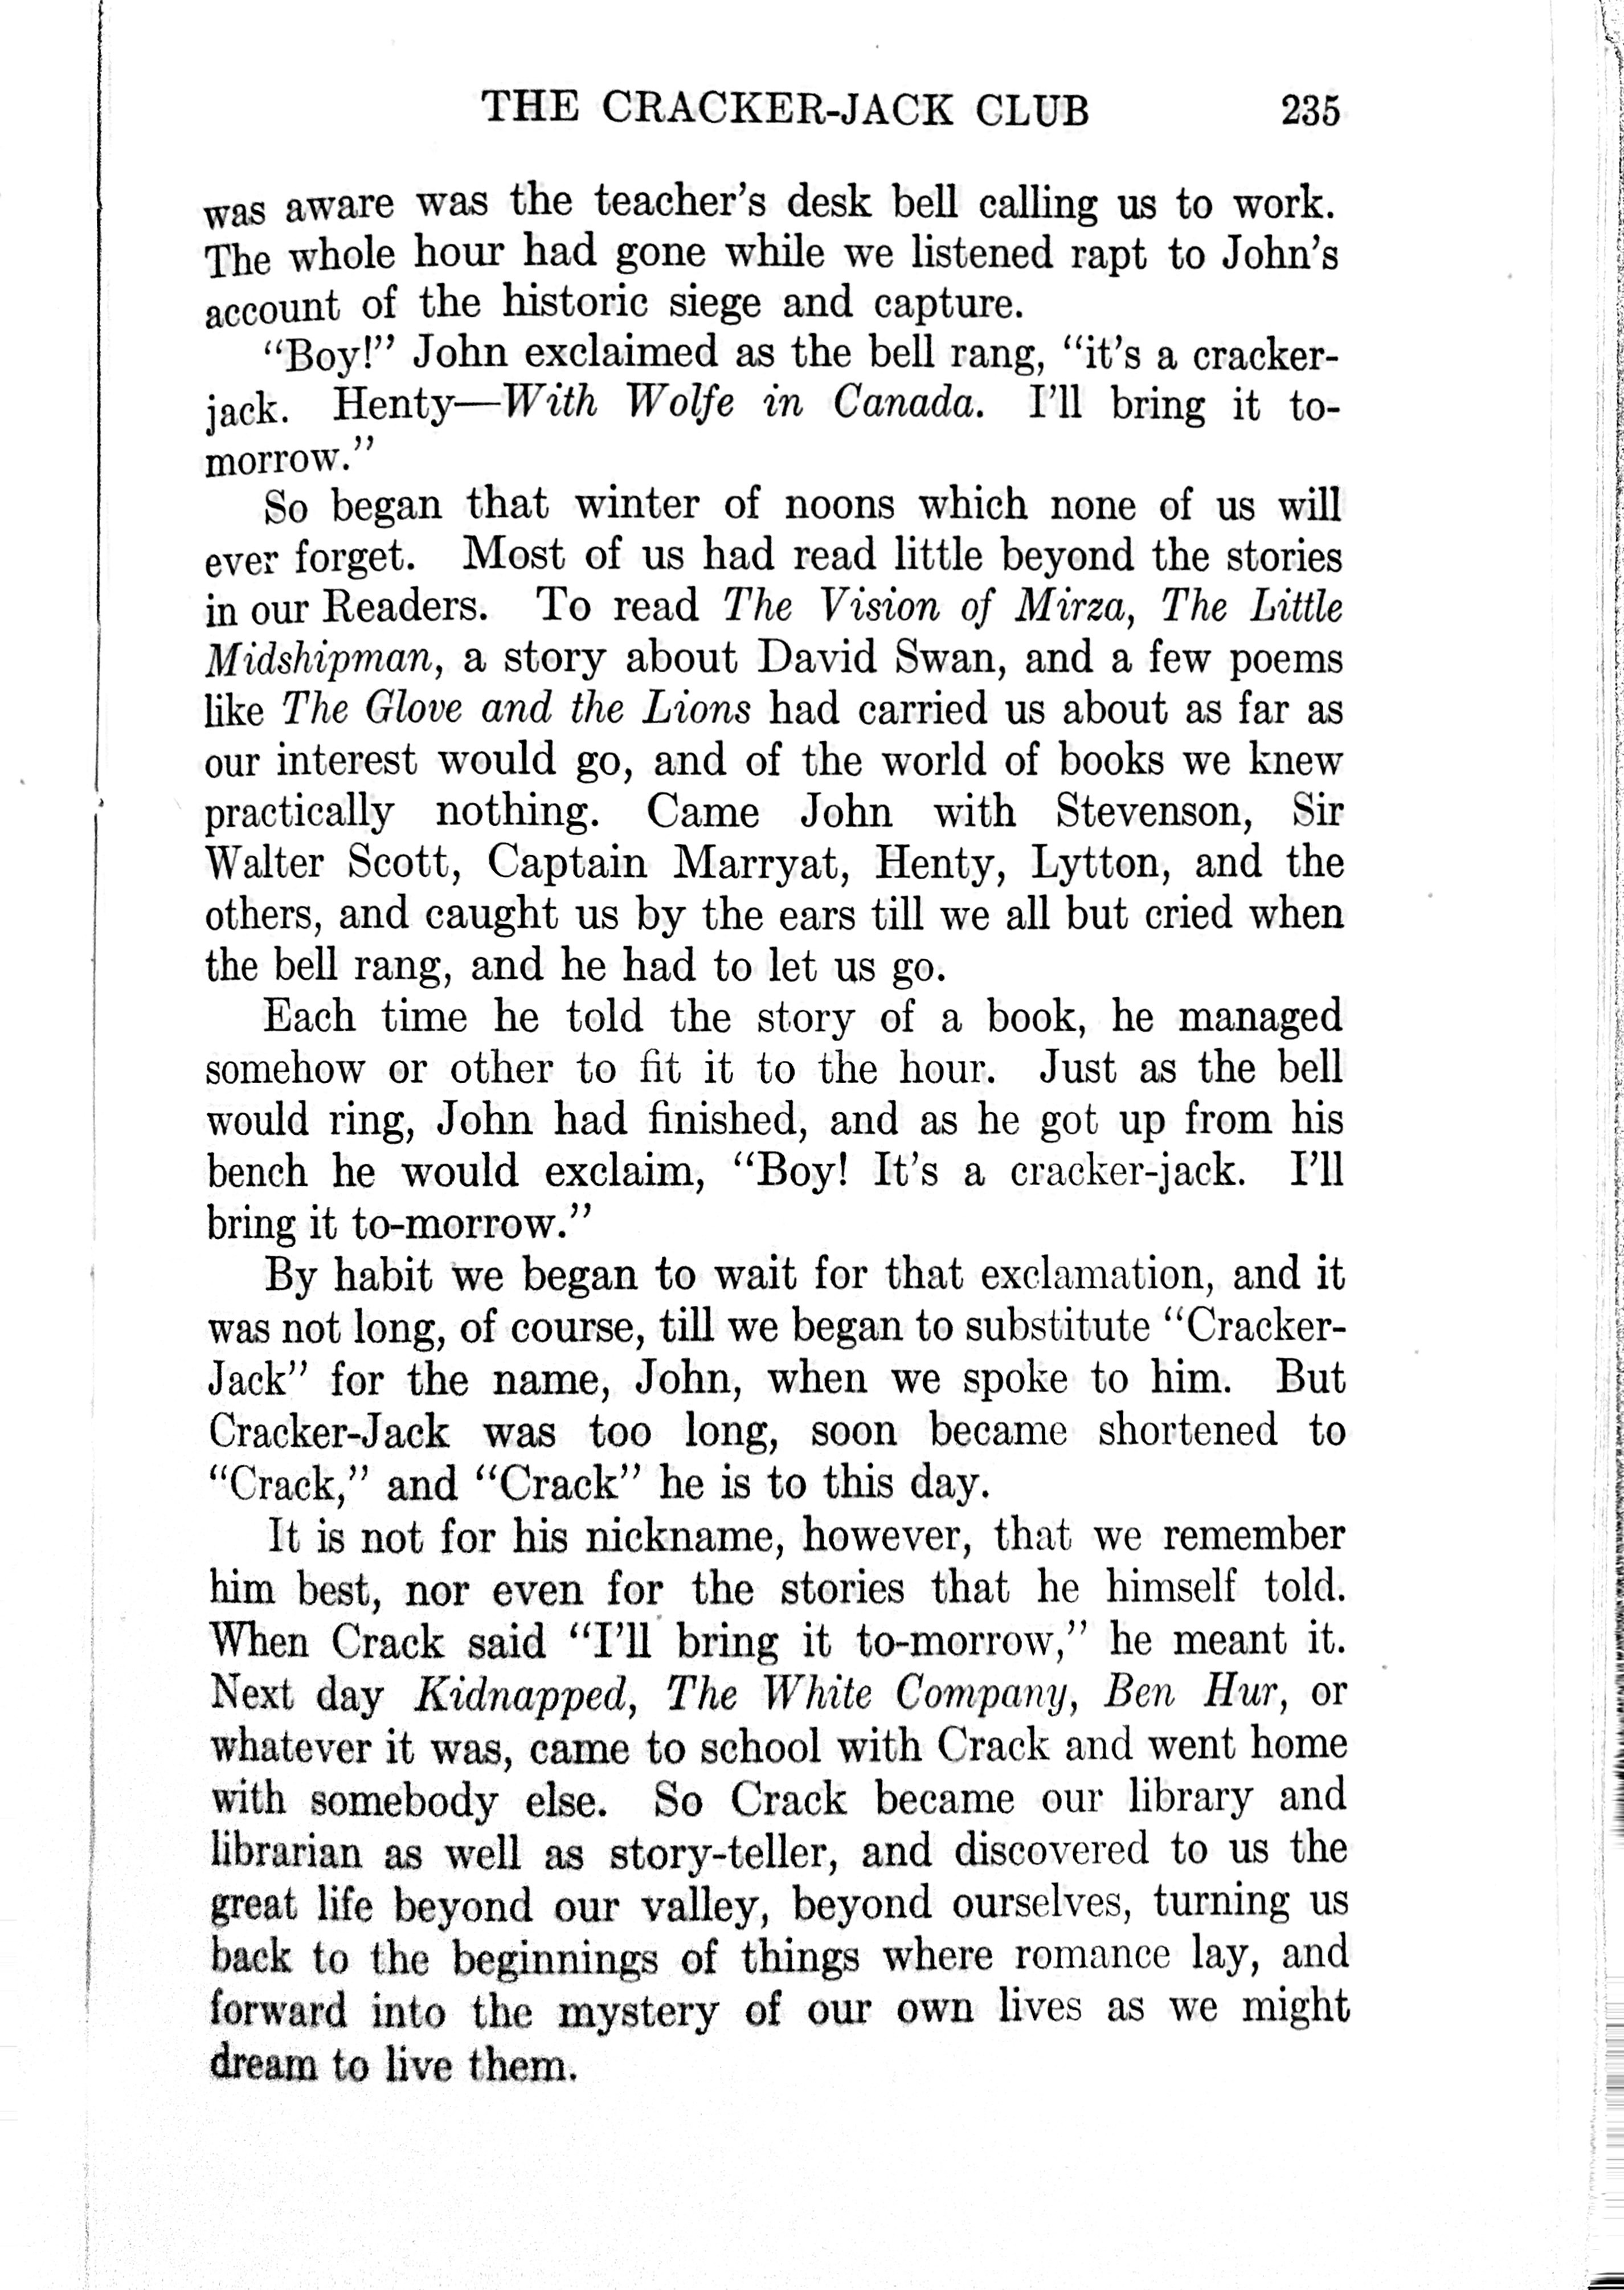 THE CRACKER-JACK CLUB 235
was aware was the teacher's desk bell calling us to work.
The whole hour had gone while we listened rapt to John's
account of the historic siege and capture.
"Boy!" John exclaimed as the bell rang, "it's a cracker-
jack. Henty—With Wolfe in Canada. I'll bring it to-
morrow."
So began that winter of noons which none of us will
ever forget. Most of us had read little beyond the stories
in our Readers. To read The Vision of Mirza, The Little
Midshipman, a story about David Swan, and a few poems
like The Glove and the Lions had carried us about as far as
our interest would go, and of the world of books we knew
practically nothing. Came John with Stevenson, Sir
Walter Scott, Captain Marryat, Henty, Lytton, and the
others, and caught us by the ears till we all but cried when
the bell rang, and he had to let us go.
Each time he told the story of a book, he managed
somehow or other to fit it to the hour. Just as the bell
would ring, John had finished, and as he got up from his
bench he would exclaim, "Boy! It's a cracker-jack. I'll
bring it to-morrow."
By habit we began to wait for that exclamation, and it
was not long, of course, till we began to substitute "Cracker-
Jack" for the name, John, when we spoke to him. But
Cracker-Jack was too long, soon became shortened to
"Crack," and "Crack" he is to this day.
It is not for his nickname, however, that we remember
him best, nor even for the stories that he himself told.
When Crack said "I'll bring it to-morrow," he meant it.
Next day Kidnapped, The White Company, Ben Hur, or
whatever it was, came to school with Crack and went home
with somebody else. So Crack became our library and
librarian as well as story-teller, and discovered to us the
great life beyond our valley, beyond ourselves, turning us
back to the beginnings of things where romance lay, and
forward into the mystery of our own lives as we might
dream to live them.